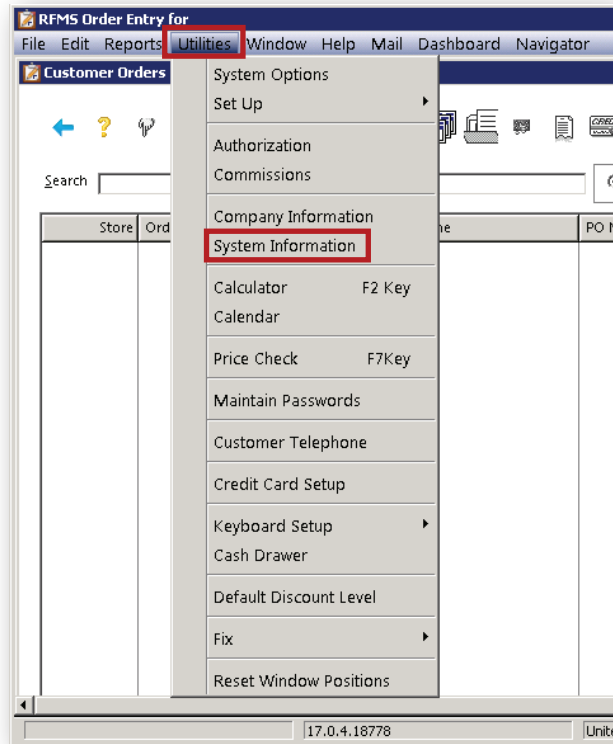 RFMS Order Entry for
File Edit Reports Utilities Window Help Mail Dashboard Navigator
Customer Orders
System Options
Set Up
Authorization
Commissions
Search
Company Information
Store Ord PO
System Information
Calculator F2 Key
Calendar
Price Check F7Key
Maintain Passwords
Customer Telephone
Credit Card Setup
Keyboard Setup
Cash Drawer
Default Discount Level
Fix
Reset Window Positions
17.0.4.18778